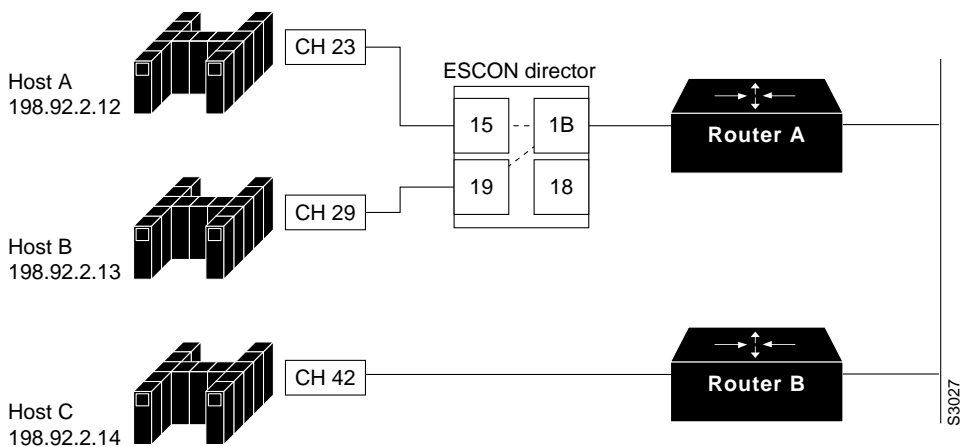 CH 23
Host A
198.92.2.12
ESCON director
15
1B
Router A
19
18
CH 29
Host B
198.92.2.13
CH 42
Router B
Host C
198.92.2.14
S3027